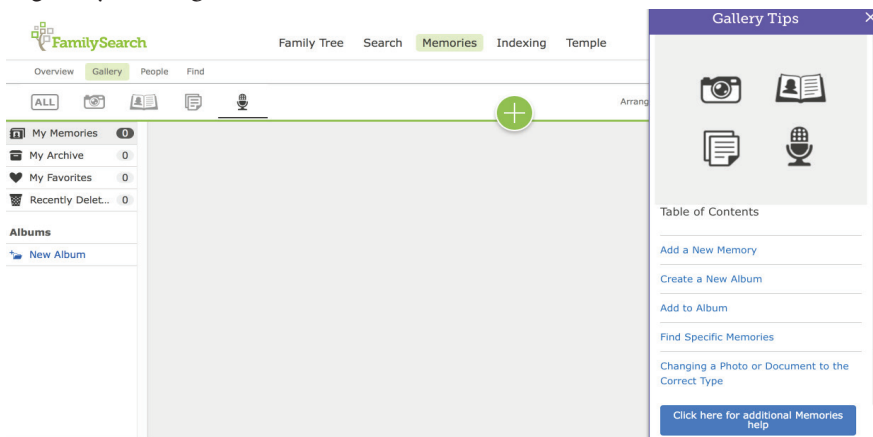 FamilySearch
Family Tree Search Memories Indexing Temple
Overview Gallery People Find
ALL
Arrang
My Memories 0
My Archive 0
My Favorites 0
Recently Delet... 0
Albums
New Album
Gallery Tips X
Table of Contents
Add a New Memory
Create a New Album
Add to Album
Find Specific Memories
Changing a Photo or Document to the
Correct Type
Click here for additional Memories
help